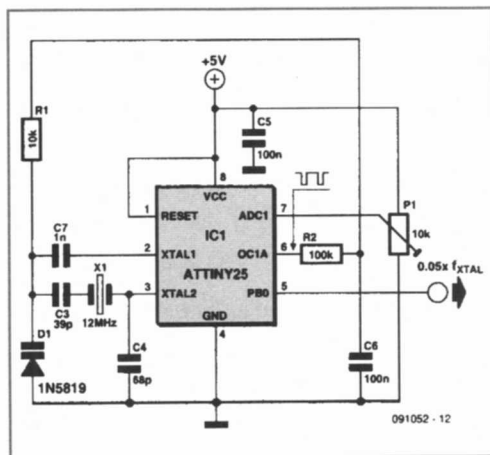 +5V
R1
10k
C5
100n
8
VCC
1
RESET
ADC1
7
P1
10k
IC1
C7
1n
2
XTAL1
OC1A
6
R2
100k
ATTINY25
0.05x fXTAL
X1
C3
39p
12MHz
3
XTAL2
PB0
5
GND
4
D1
1N5819
C4
68p
C6
100n
091052 - 12